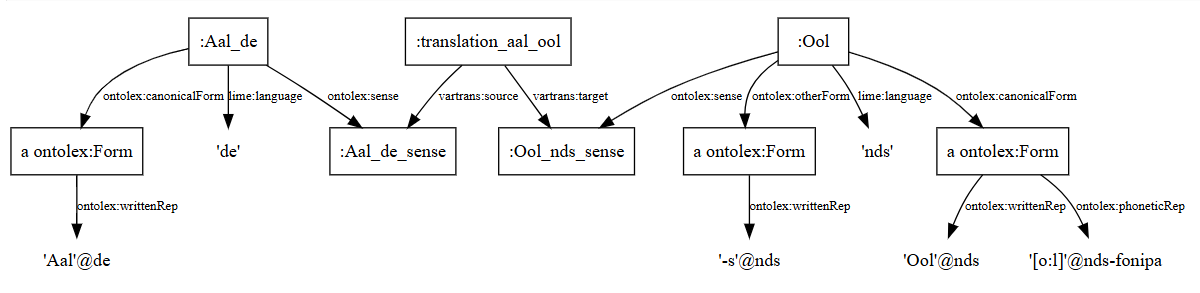 :Aal_de
:translation_aal_ool
:Ool
ontolex:canonicalForm
lime:language
ontolex:sense
vartrans:source
vartrans:target
ontolex:sense
ontolex:otherForm
lime:language
ontolex:canonicalForm
a ontolex:Form
'de'
:Aal_de_sense
:Ool_nds_sense
a ontolex:Form
'nds'
a ontolex:Form
ontolex:writtenRep
ontolex:writtenRep
ontolex:writtenRep
ontolex:phoneticRep
'Aal'@de
'-s'@nds
'Ool'@nds
'[o:l]'@nds-fonipa